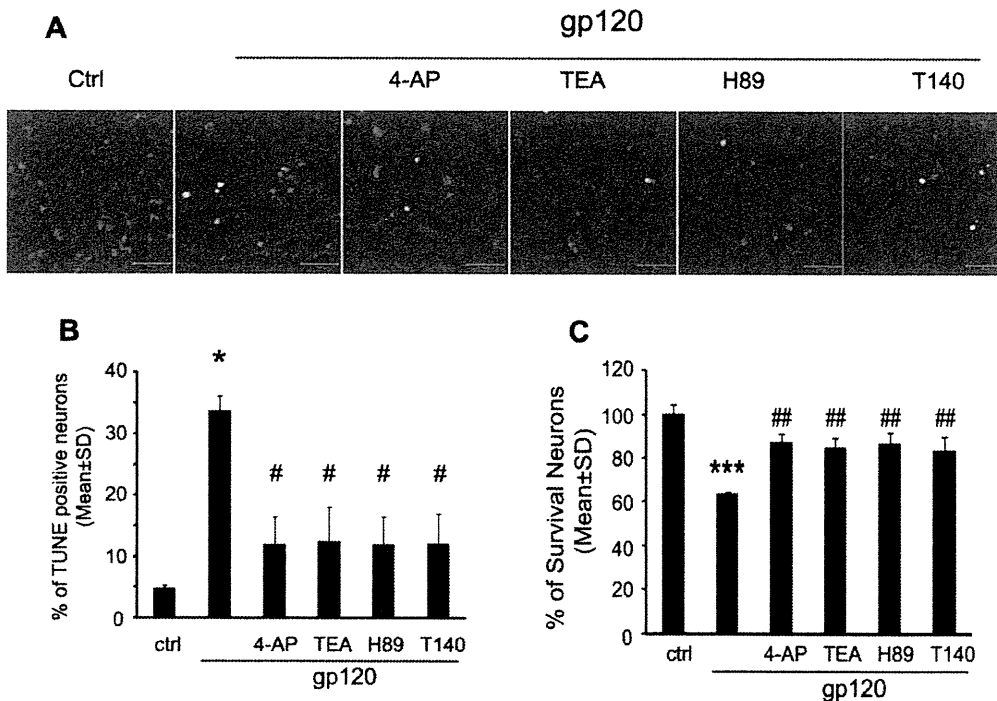 A
gp120
Ctrl 4-AP TEA H89 T140
B
% of TUNE positive neurons
(Mean±SD)
40
30
20
10
0
*
# # # #
ctrl 4-AP TEA H89 T140
gp120
C
% of Survival Neurons
(Mean±SD)
120
100
80
60
40
20
0
***
## ## ## ##
ctrl 4-AP TEA H89 T140
gp120